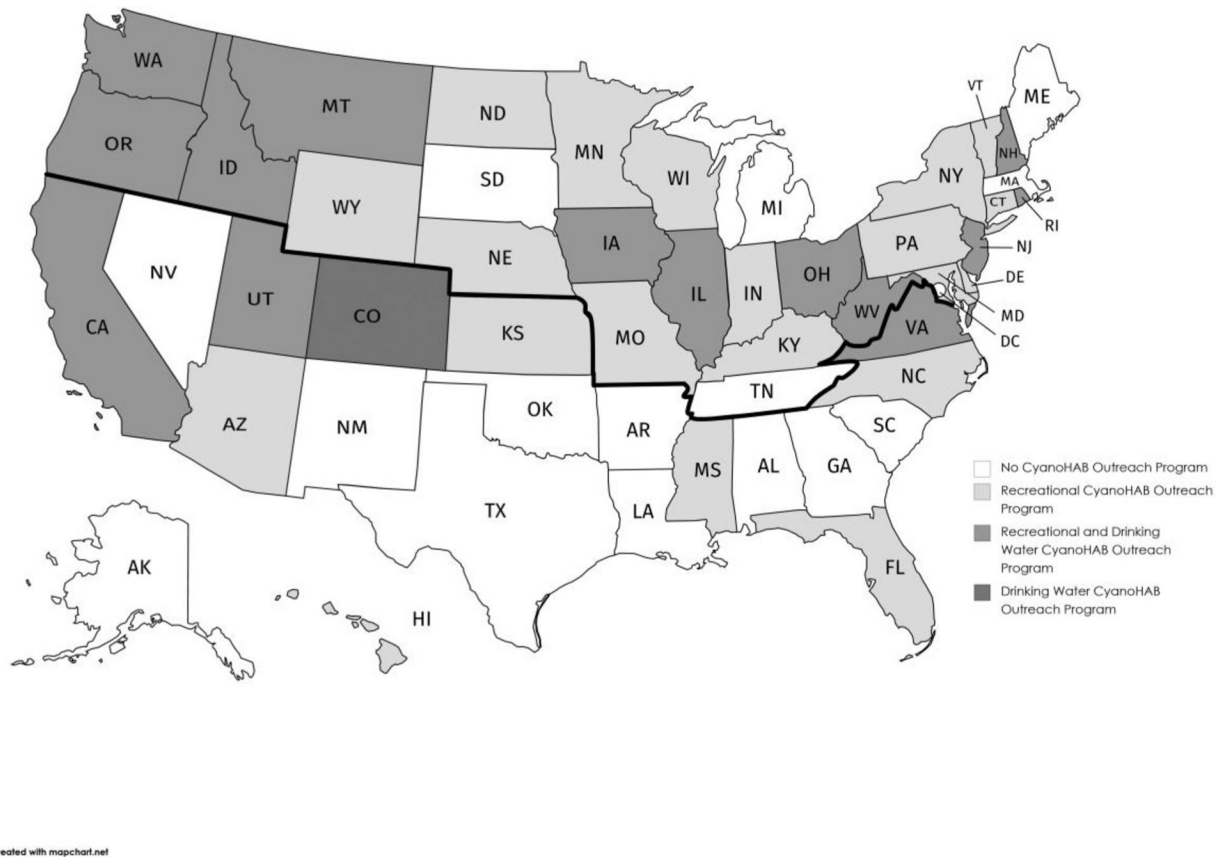 WA
MT
ND
MN
VT
ME
OR
ID
NH
SD
WI
NY
MA
WY
MI
CT
RI
IA
PA
NJ
NE
NV
OH
DE
UT
IL
IN
CO
WV
MD
CA
VA
KS
MO
KY
DC
NC
TN
OK
AZ
NM
AR
SC
MS
AL
GA
TX
LA
AK
FL
HI
No CyanoHAB Outreach Program
Recreational CyanoHAB Outreach
Program
Recreational and Drinking
Water CyanoHAB Outreach
Program
Drinking Water CyanoHAB
Outreach Program
eated with mapchart.net